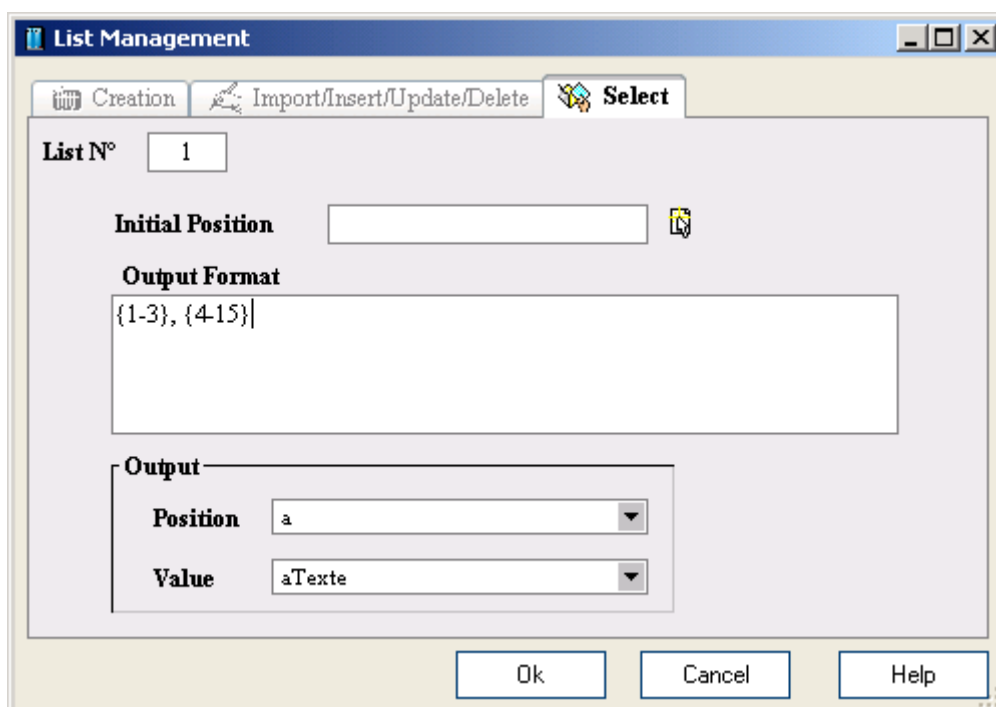 List Management
Creation Import/Insert/Update/Delete Select
List N° 1
Initial Position
Output Format
{1-3}, {4-15}
Output
Position a
Value aTexte
Ok Cancel Help